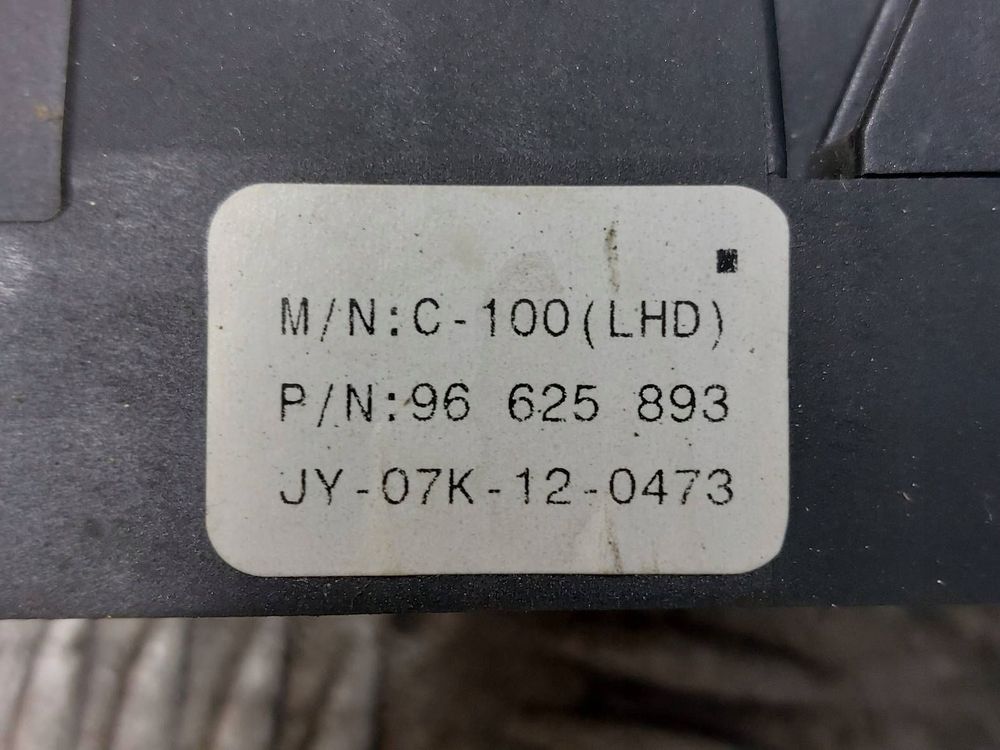 M/N:C-100(LHD)
P/N:96 625 893
JY-07K-12-0473